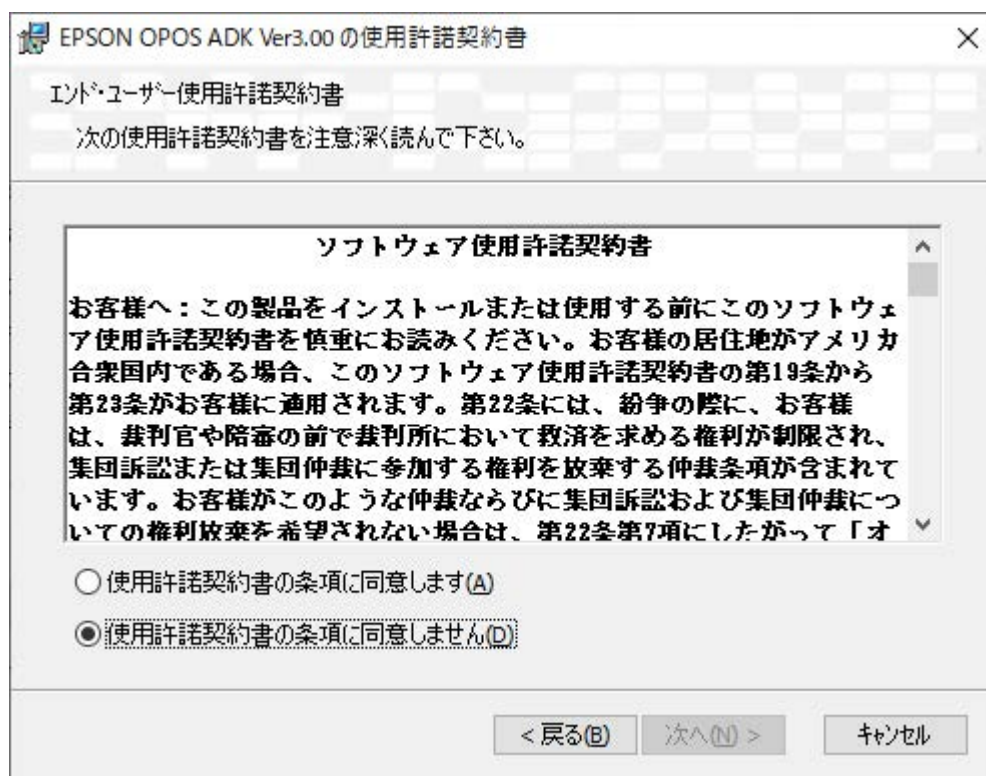 EPSON OPOS ADK Ver3.00 の使用許諾契約書
エンド・ユーザー使用許諾契約書
次の使用許諾契約書を注意深く読んで下さい。
ソフトウェア使用許諾契約書
お客様へ：この製品をインストールまたは使用する前にこのソフトウェ
ア使用許諾契約書を慎重にお読みください。お客様の居住地がアメリカ
合衆国内である場合、このソフトウェア使用許諾契約書の第19条から
第23条がお客様に適用されます。第22条には、紛争の際に、お客様
は、裁判官や陪審の前で裁判所において救済を求める権利が制限され、
集団訴訟または集団仲裁に参加する権利を放棄する仲裁条項が含まれて
います。お客様がこのような仲裁ならびに集団訴訟および集団仲裁につ
いての権利放棄を希望されない場合は、第22条第7項にしたがって「オ
使用許諾契約書の条項に同意します(A)
使用許諾契約書の条項に同意しません(D)
< 戻る(B)
次へ(N) >
キャンセル